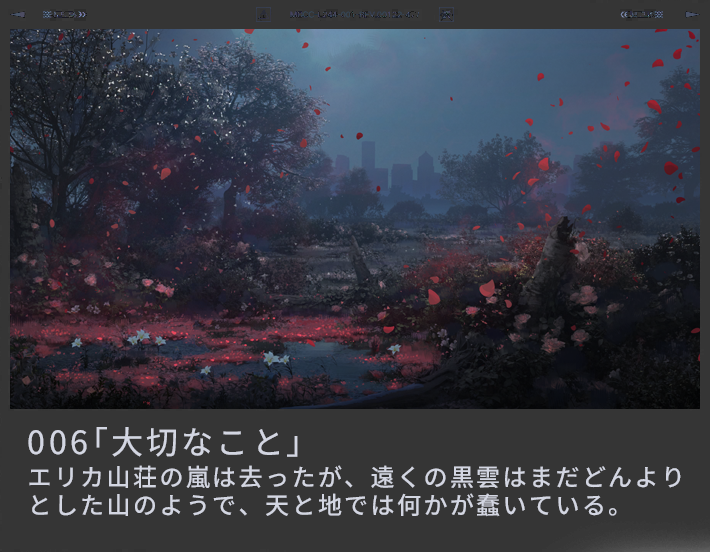 006「大切なこと」
エリカ山荘の嵐は去ったが、遠くの黒雲はまだどんより
とした山のようで、天と地では何かが蠢いている。